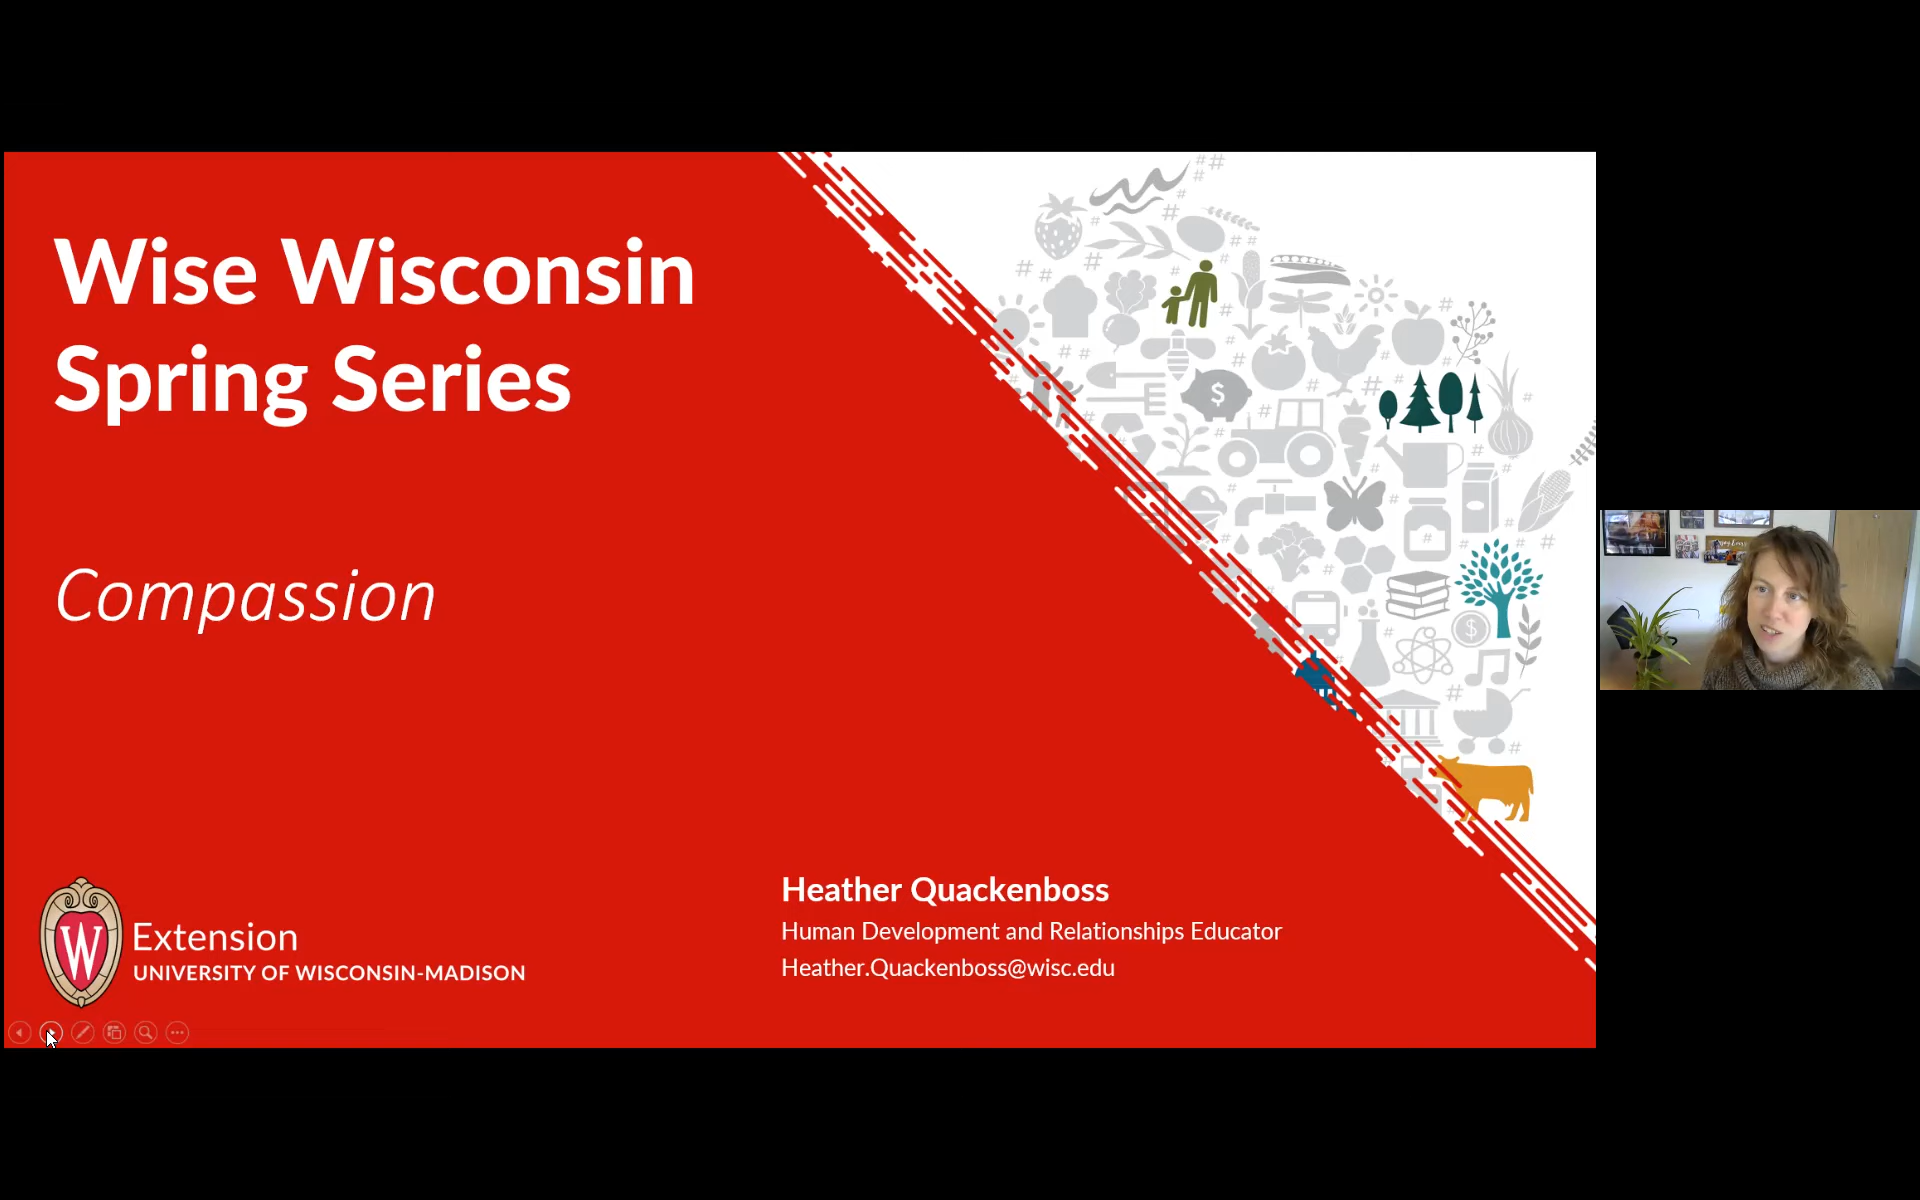 Wise Wisconsin
Spring Series
Compassion
W
Extension
UNIVERSITY OF WISCONSIN-MADISON
Heather Quackenboss
Human Development and Relationships Educator
Heather.Quackenboss@wisc.edu